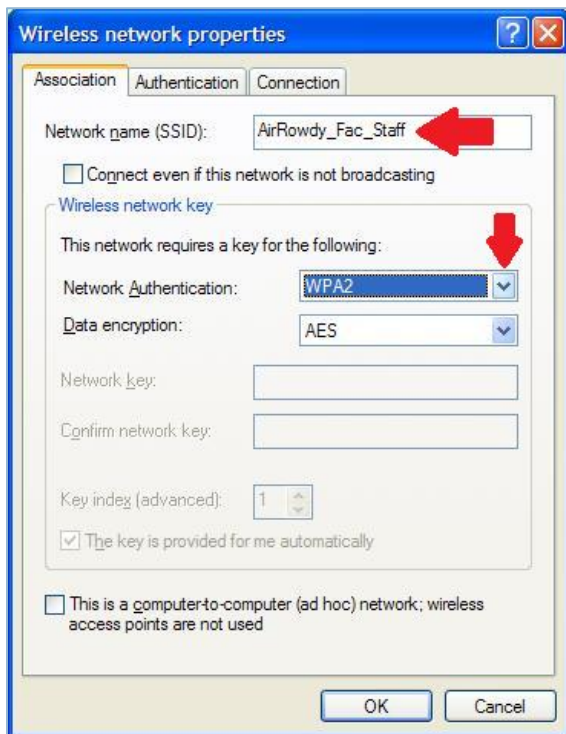 Wireless network properties
Association Authentication Connection
Network name (SSID): AirRowdy_Fac_Staff
Connect even if this network is not broadcasting
Wireless network key
This network requires a key for the following:
Network Authentication: WPA2
Data encryption: AES
Network key:
Confirm network key:
Key index (advanced): 1
The key is provided for me automatically
This is a computer-to-computer (ad hoc) network; wireless
access points are not used
OK Cancel